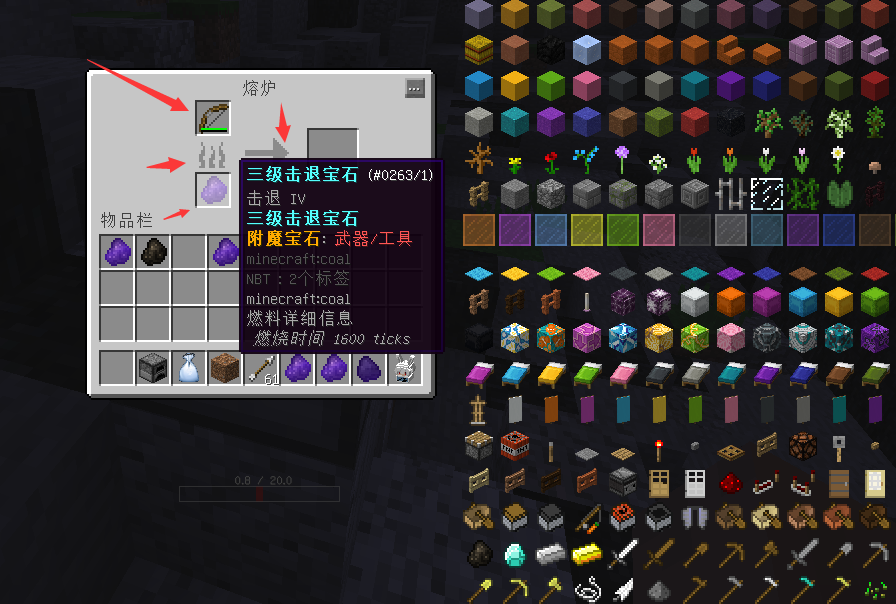 熔炉
...
三级击退宝石 (#0263/1)
击退 IV
三级击退宝石
附魔宝石: 武器/工具
minecraft:coal
NBT : 2个标签
minecraft:coal
燃料详细信息
燃烧时间 1600 ticks
物品栏
61
0.8 / 20.0